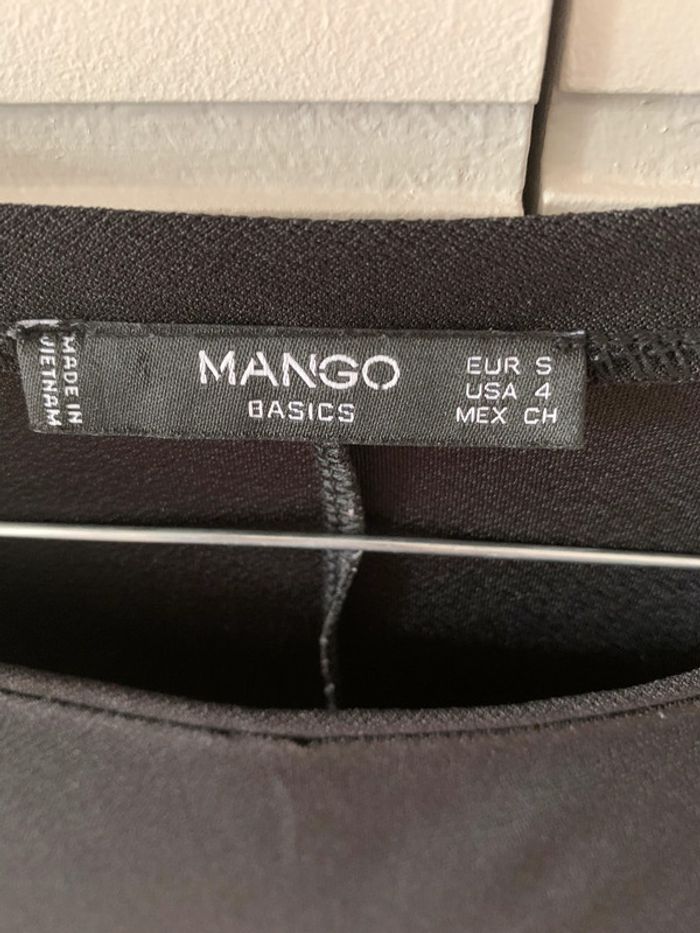 MADE IN
VIETNAM
MANGO
BASICS
EUR S
USA 4
MEX CH